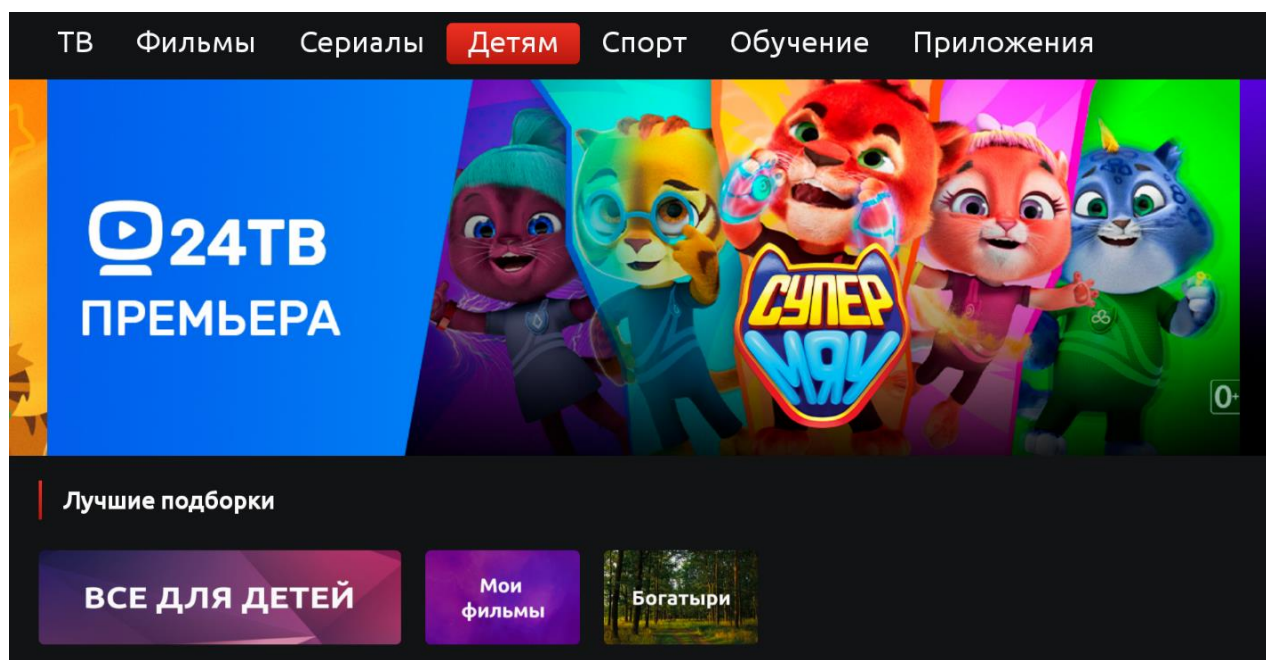 ТВ Фильмы Сериалы Детям Спорт Обучение Приложения
24ТВ
ПРЕМЬЕРА
СУПЕР
МЯУ
0+
Лучшие подборки
ВСЕ ДЛЯ ДЕТЕЙ
Мои
фильмы
Богатыри